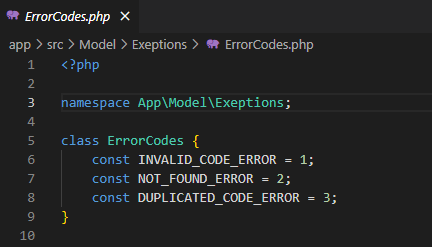 ErrorCodes.php ×
app > src > Model > Exeptions > ErrorCodes.php
1 <?php
2
3 namespace App\Model\Exeptions;
4
5 class ErrorCodes {
6     const INVALID_CODE_ERROR = 1;
7     const NOT_FOUND_ERROR = 2;
8     const DUPLICATED_CODE_ERROR = 3;
9 }
10